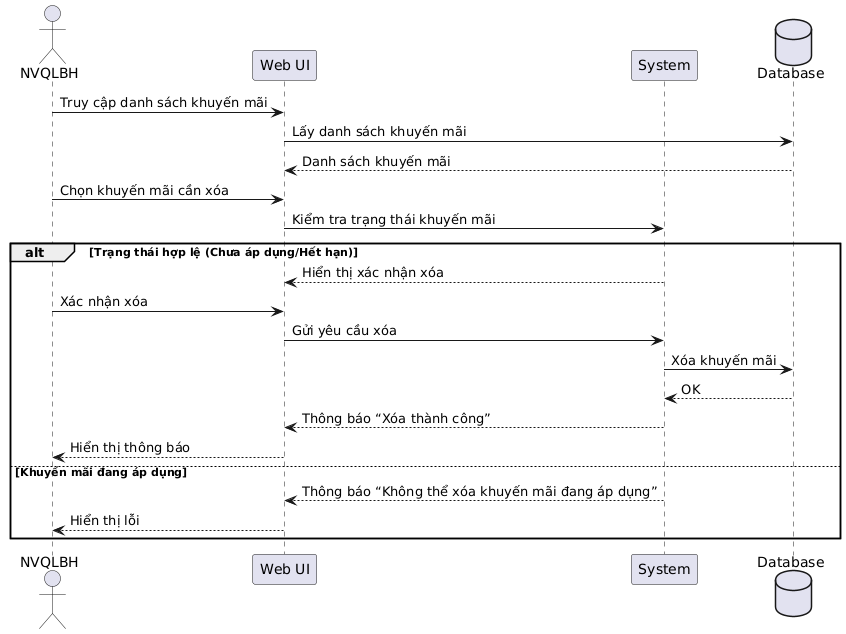 NVQLBH
Web UI
System
Database
Truy cập danh sách khuyến mãi
Lấy danh sách khuyến mãi
Danh sách khuyến mãi
Chọn khuyến mãi cần xóa
Kiểm tra trạng thái khuyến mãi
alt [Trạng thái hợp lệ (Chưa áp dụng/Hết hạn)]
Hiển thị xác nhận xóa
Xác nhận xóa
Gửi yêu cầu xóa
Xóa khuyến mãi
OK
Thông báo “Xóa thành công”
Hiển thị thông báo
[Khuyến mãi đang áp dụng]
Thông báo “Không thể xóa khuyến mãi đang áp dụng”
Hiển thị lỗi
NVQLBH
Web UI
System
Database